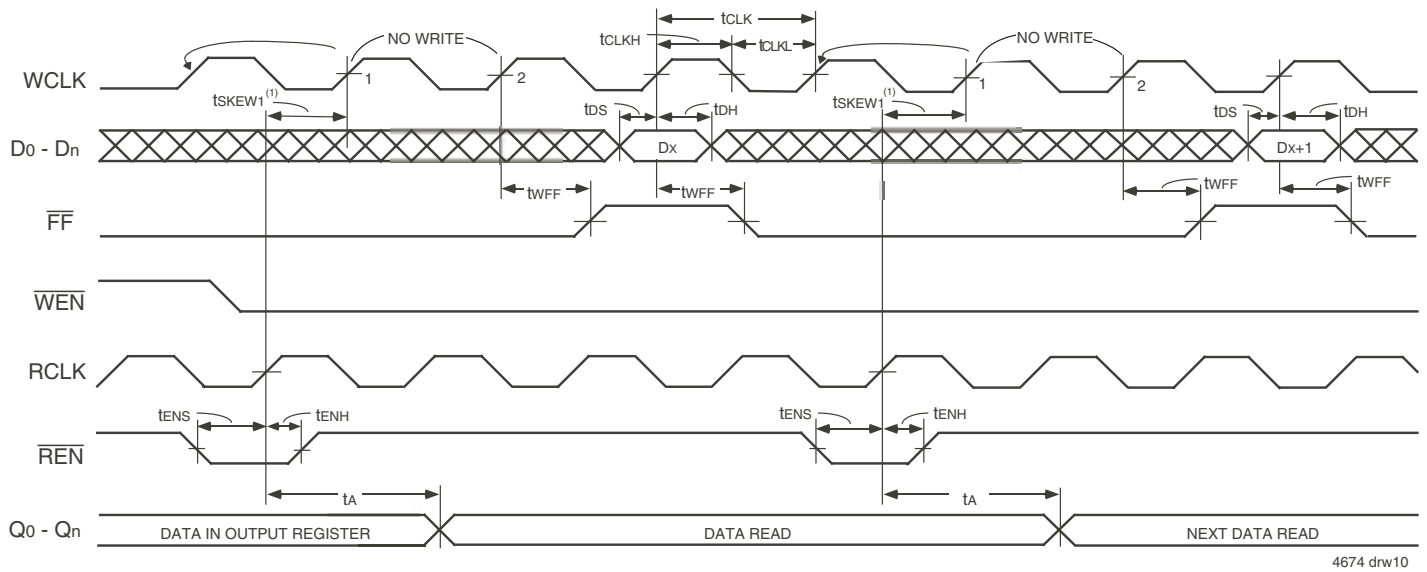 tCLK
NO WRITE
tCLKH
tCLKL
NO WRITE
WCLK
1
2
1
2
tSKEW1(1)
tDS
tDH
tSKEW1(1)
tDS
tDH
D0 - Dn
DX
DX+1
tWFF
tWFF
tWFF
tWFF
FF
WEN
RCLK
tENS
tENH
tENS
tENH
REN
tA
tA
Q0 - Qn
DATA IN OUTPUT REGISTER
DATA READ
NEXT DATA READ
4674 drw10